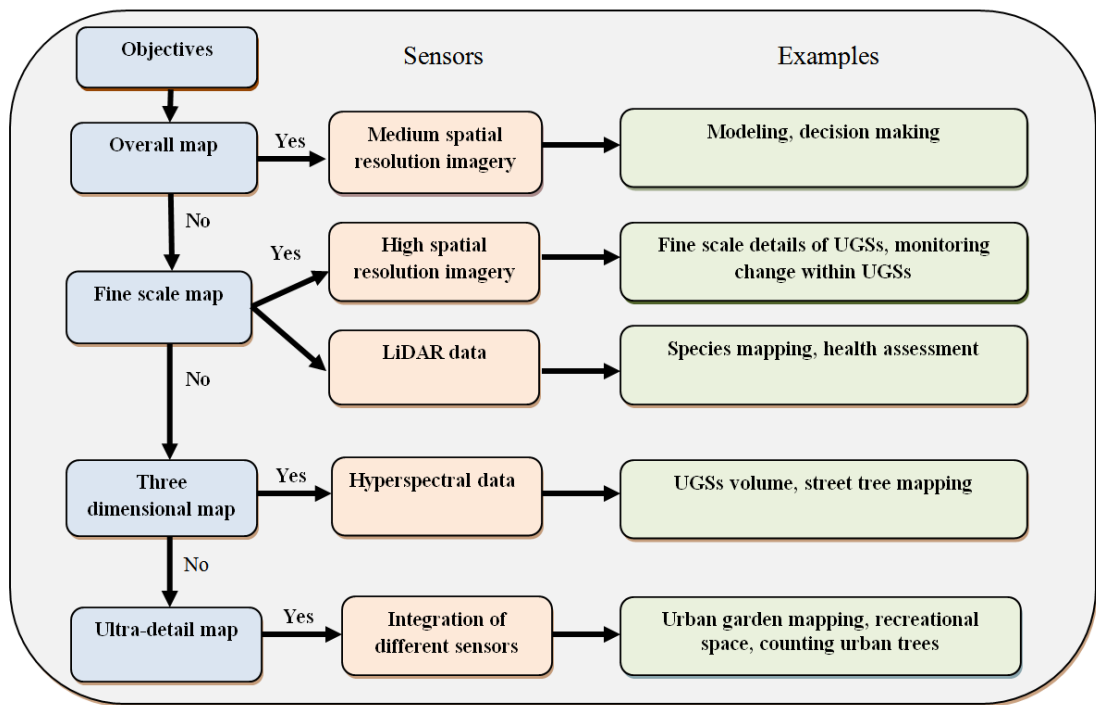 Objectives
Sensors
Examples
Overall map
Yes
Medium spatial
resolution imagery
Modeling, decision making
No
Fine scale map
Yes
High spatial
resolution imagery
Fine scale details of UGSs, monitoring
change within UGSs
LiDAR data
Species mapping, health assessment
No
Three
dimensional map
Yes
Hyperspectral data
UGSs volume, street tree mapping
No
Ultra-detail map
Yes
Integration of
different sensors
Urban garden mapping, recreational
space, counting urban trees